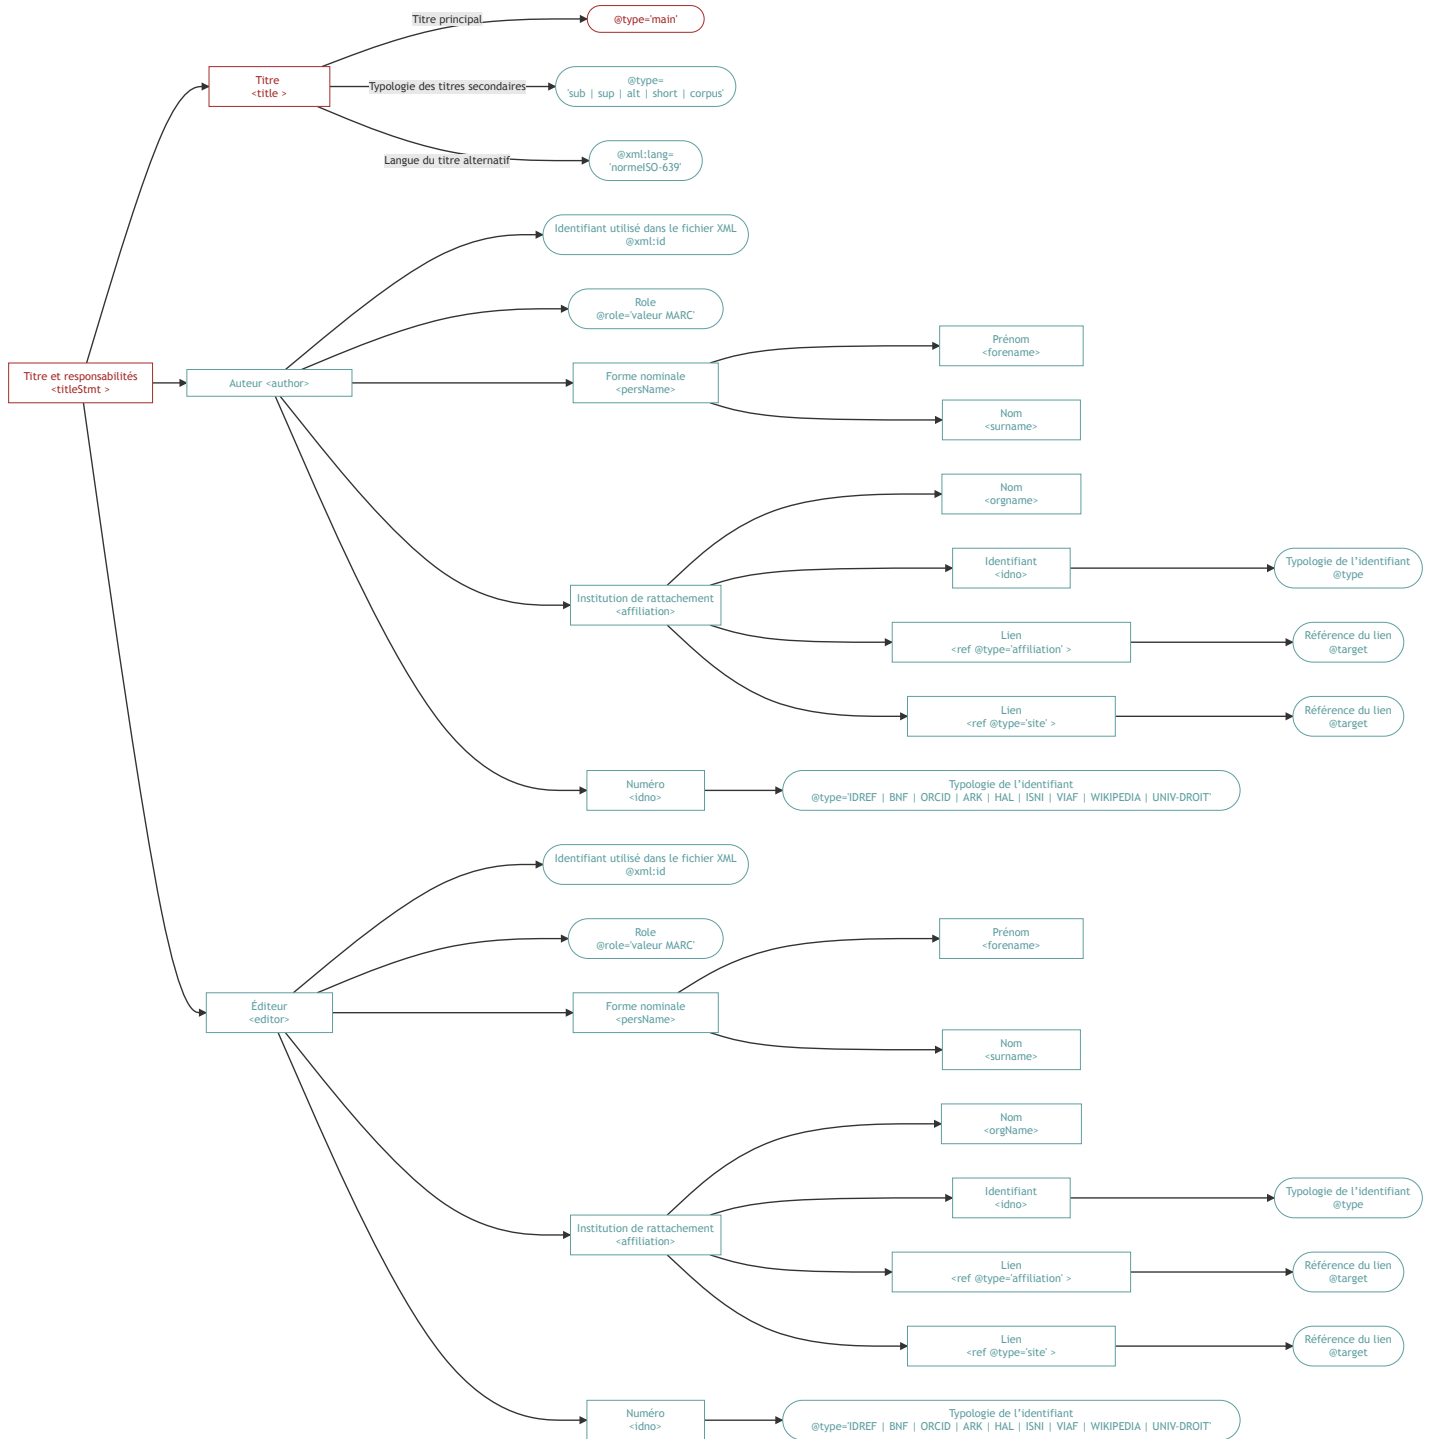 Titre principal
@type='main'
Titre
<title >
Typologie des titres secondaires
@type=
'sub | sup | alt | short | corpus'
Langue du titre alternatif
@xml:lang=
'normeISO-639'
Identifiant utilisé dans le fichier XML
@xml:id
Role
@role='valeur MARC'
Prénom
<forename>
Titre et responsabilités
<titleStmt >
Auteur <author>
Forme nominale
<persName>
Nom
<surname>
Nom
<orgname>
Identifiant
<idno>
Typologie de l’identifiant
@type
Institution de rattachement
<affiliation>
Lien
<ref @type='affiliation' >
Référence du lien
@target
Lien
<ref @type='site' >
Référence du lien
@target
Numéro
<idno>
Typologie de l’identifiant
@type='IDREF | BNF | ORCID | ARK | HAL | ISNI | VIAF | WIKIPEDIA | UNIV-DROIT'
Identifiant utilisé dans le fichier XML
@xml:id
Role
@role='valeur MARC'
Prénom
<forename>
Éditeur
<editor>
Forme nominale
<persName>
Nom
<surname>
Nom
<orgName>
Identifiant
<idno>
Typologie de l’identifiant
@type
Institution de rattachement
<affiliation>
Lien
<ref @type='affiliation' >
Référence du lien
@target
Lien
<ref @type='site' >
Référence du lien
@target
Numéro
<idno>
Typologie de l’identifiant
@type='IDREF | BNF | ORCID | ARK | HAL | ISNI | VIAF | WIKIPEDIA | UNIV-DROIT'